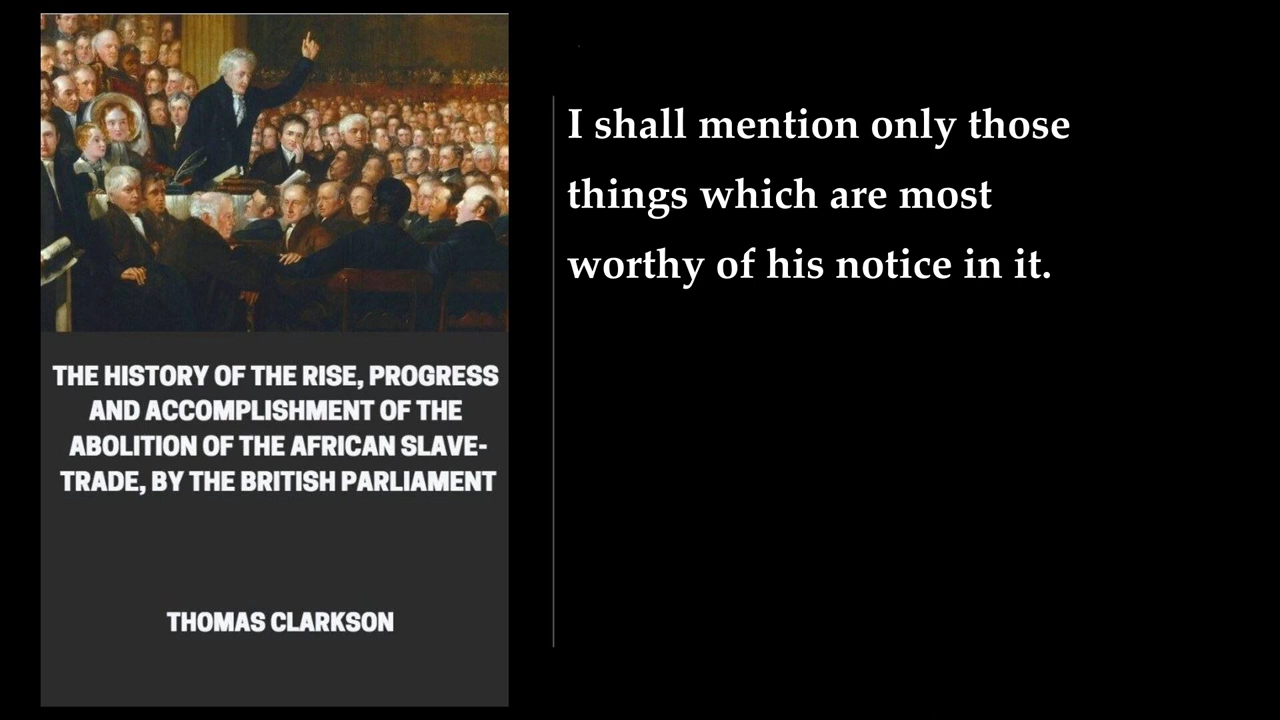 THE HISTORY OF THE RISE, PROGRESS
AND ACCOMPLISHMENT OF THE
ABOLITION OF THE AFRICAN SLAVE-
TRADE, BY THE BRITISH PARLIAMENT
THOMAS CLARKSON
I shall mention only those
things which are most
worthy of his notice in it.